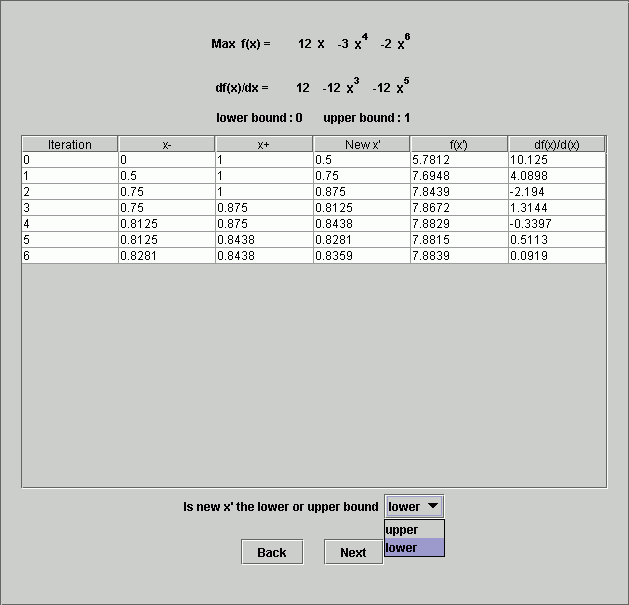 Max f(x) = 12 x -3 x^4 -2 x^6
df(x)/dx = 12 -12 x^3 -12 x^5
lower bound : 0 upper bound : 1
Iteration x- x+ New x' f(x') df(x)/d(x)
0 0 1 0.5 5.7812 10.125
1 0.5 1 0.75 7.6948 4.0898
2 0.75 1 0.875 7.8439 -2.194
3 0.75 0.875 0.8125 7.8672 1.3144
4 0.8125 0.875 0.8438 7.8829 -0.3397
5 0.8125 0.8438 0.8281 7.8815 0.5113
6 0.8281 0.8438 0.8359 7.8839 0.0919
Is new x' the lower or upper bound lower
upper
lower
Back Next